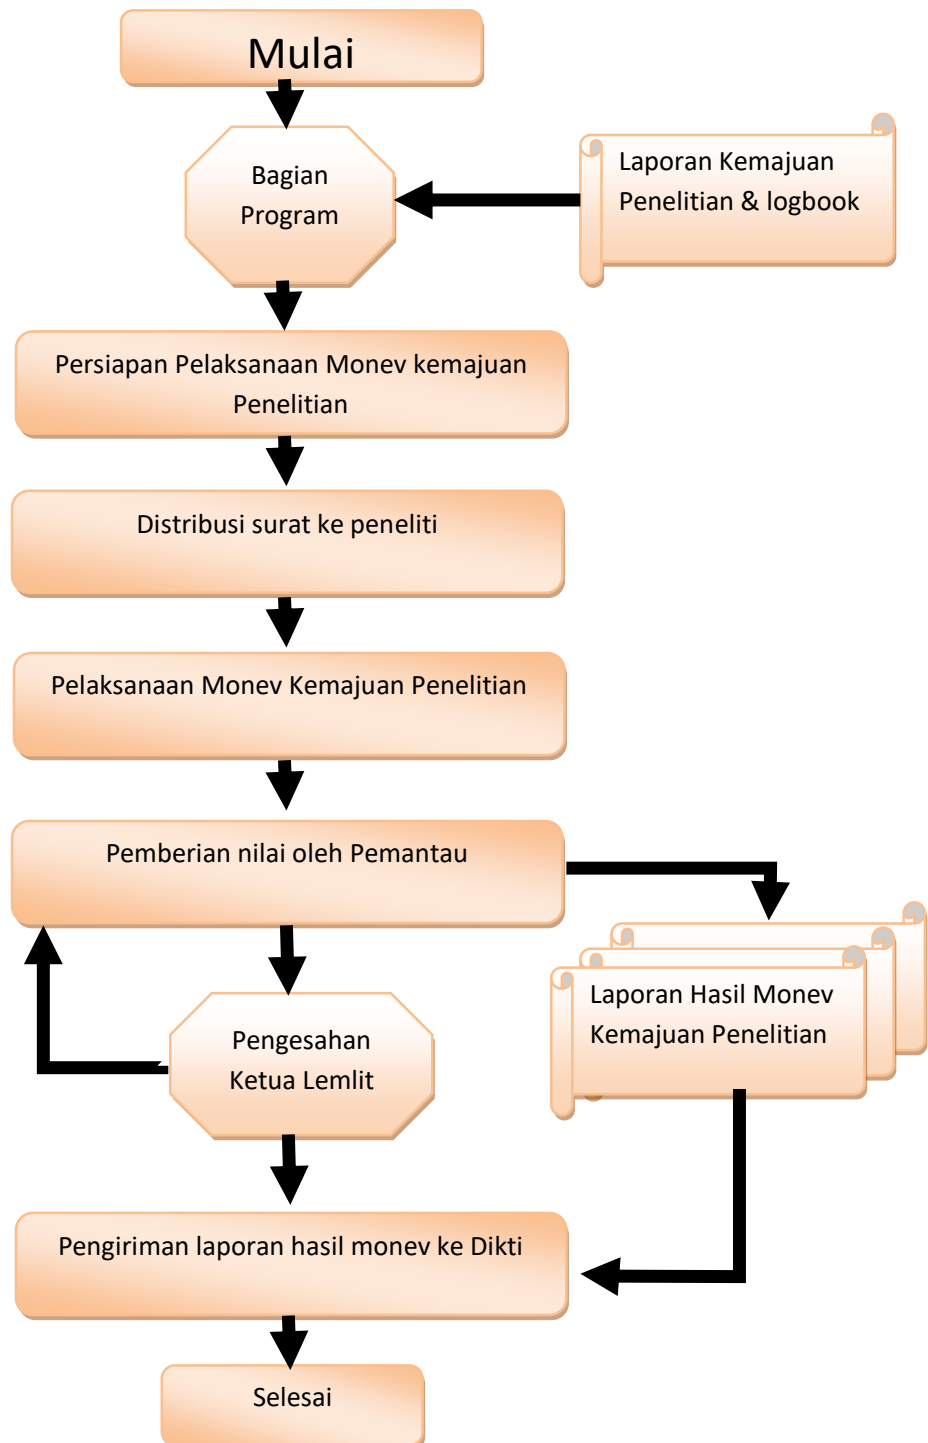 Mulai
Bagian
Program
Laporan Kemajuan
Penelitian & logbook
Persiapan Pelaksanaan Monev kemajuan
Penelitian
Distribusi surat ke peneliti
Pelaksanaan Monev Kemajuan Penelitian
Pemberian nilai oleh Pemantau
Laporan Hasil Monev
Kemajuan Penelitian
Pengesahan
Ketua Lemlit
Pengiriman laporan hasil monev ke Dikti
Selesai